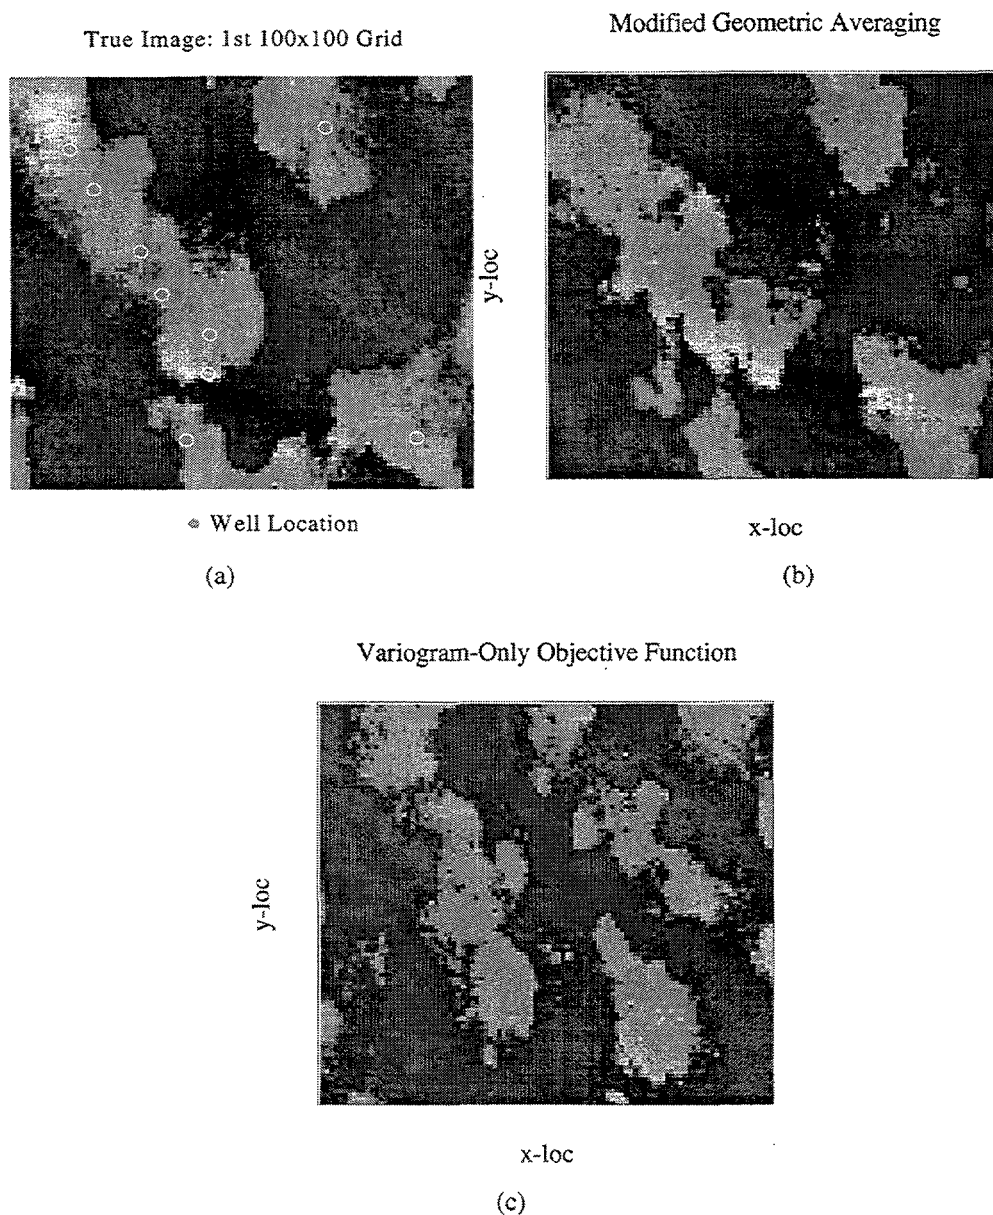 True Image: 1st 100x100 Grid
Modified Geometric Averaging
y-loc
Well Location
x-loc
(a)
(b)
Variogram-Only Objective Function
y-loc
x-loc
(c)